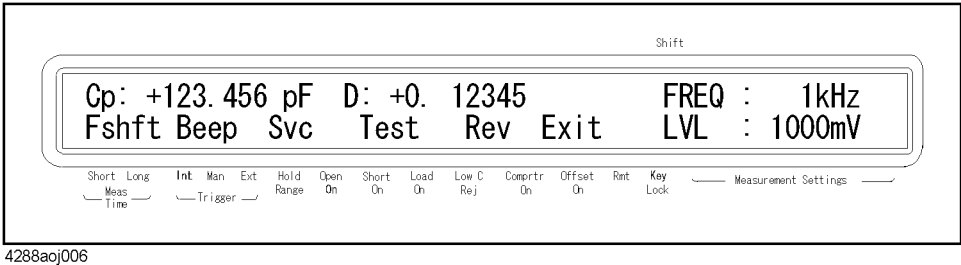 Shift
Cp: +123.456 pF D: +0. 12345 FREQ : 1kHz
Fshft Beep Svc Test Rev Exit LVL : 1000mV
Short Long Int Man Ext Hold Open Short Load Low C Comprtr Offset Rmt Key Measurement Settings
Meas Trigger Range On On On Rej On On Lock
Time
4288aoj006